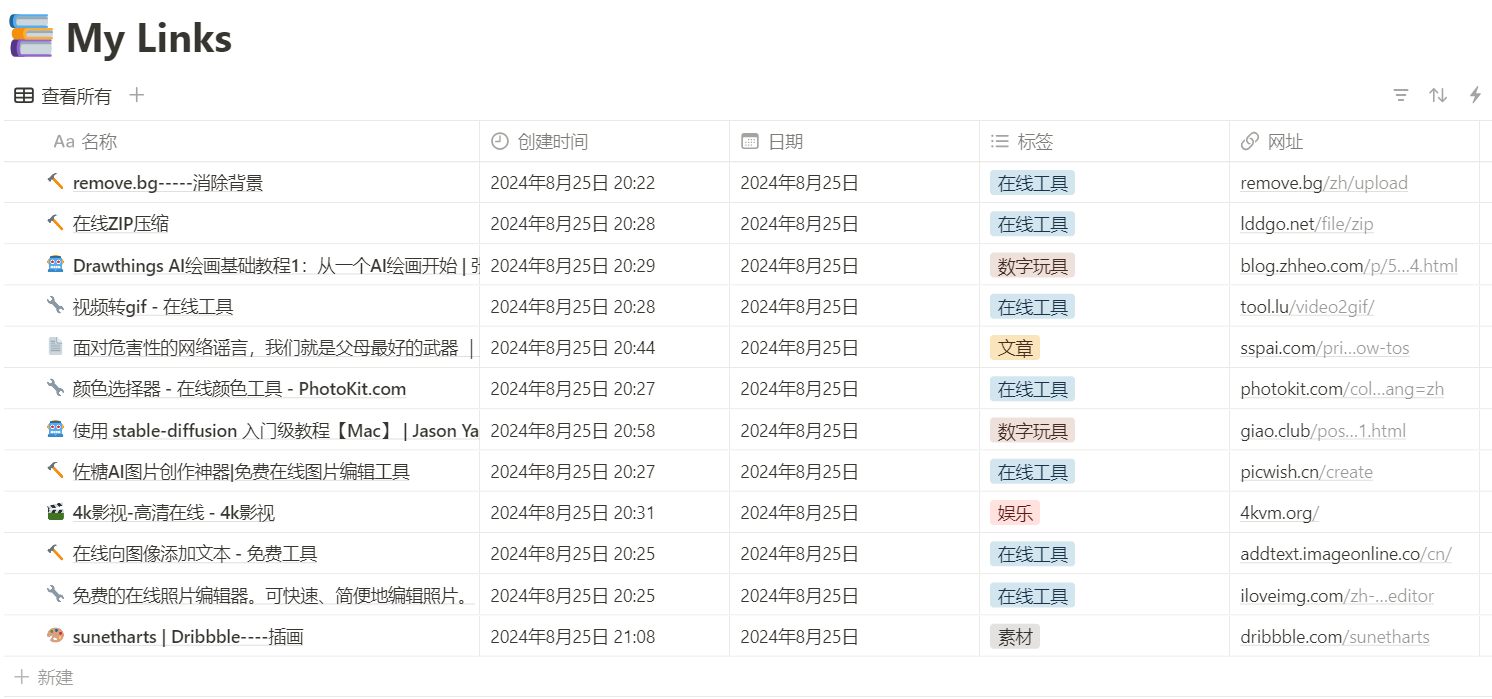 My Links
查看所有
Aa 名称 创建时间 日期 标签 网址
remove.bg-----消除背景 2024年8月25日 20:22 2024年8月25日 在线工具 remove.bg/zh/upload
在线ZIP压缩 2024年8月25日 20:28 2024年8月25日 在线工具 lddgo.net/file/zip
Drawthings AI绘画基础教程1：从一个AI绘画开始 | 2024年8月25日 20:29 2024年8月25日 数字玩具 blog.zhheo.com/p/5...4.html
视频转gif - 在线工具 2024年8月25日 20:28 2024年8月25日 在线工具 tool.lu/video2gif/
面对危害性的网络谣言，我们就是父母最好的武器 | 2024年8月25日 20:44 2024年8月25日 文章 sspai.com/pri...ow-tos
颜色选择器 - 在线颜色工具 - PhotoKit.com 2024年8月25日 20:27 2024年8月25日 在线工具 photokit.com/col...ang=zh
使用 stable-diffusion 入门级教程【Mac】 | Jason Ya 2024年8月25日 20:58 2024年8月25日 数字玩具 giao.club/pos...1.html
佐糖AI图片创作神器|免费在线图片编辑工具 2024年8月25日 20:27 2024年8月25日 在线工具 picwish.cn/create
4k影视-高清在线 - 4k影视 2024年8月25日 20:31 2024年8月25日 娱乐 4kvm.org/
在线向图像添加文本 - 免费工具 2024年8月25日 20:25 2024年8月25日 在线工具 addtext.imageonline.co/cn/
免费的在线照片编辑器。可快速、简便地编辑照片。 2024年8月25日 20:25 2024年8月25日 在线工具 iloveimg.com/zh-...editor
sunetharts | Dribbble----插画 2024年8月25日 21:08 2024年8月25日 素材 dribbble.com/sunetharts
新建